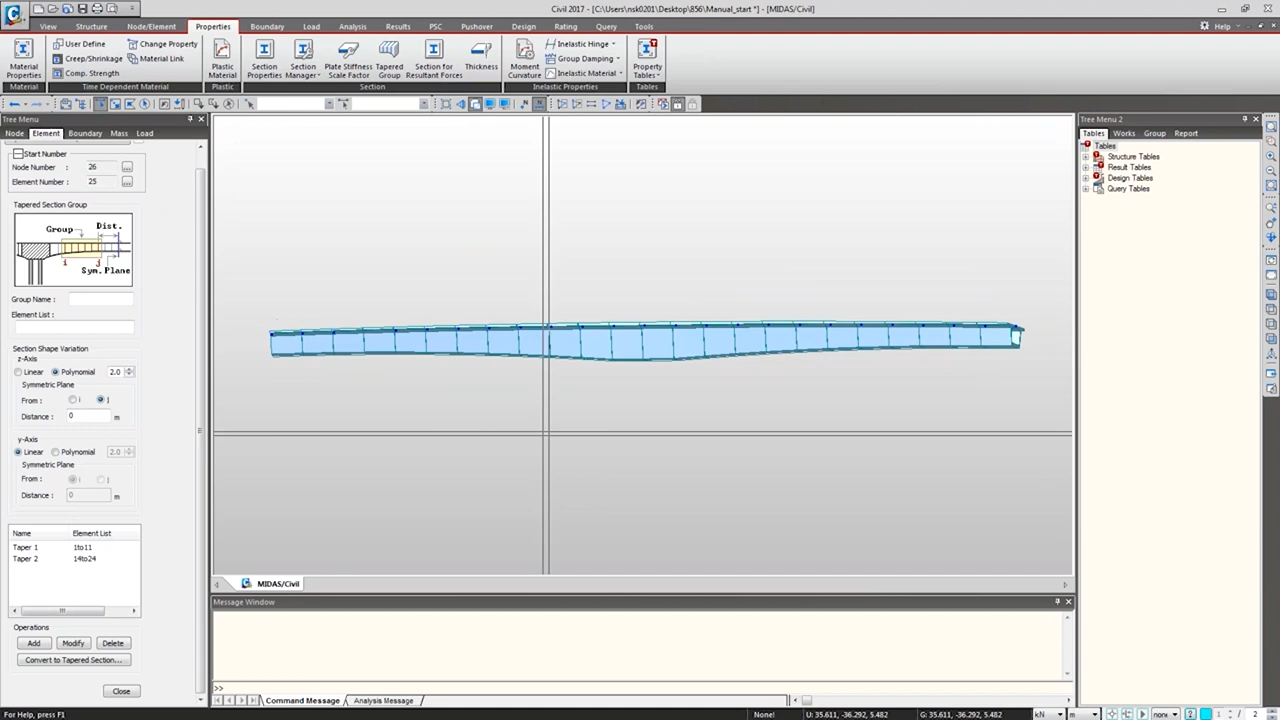 Civil 2017 - [C:\Users\nsk0201\Desktop\856\Manual_start *] - [MIDAS/Civil]
View Structure Node/Element Properties Boundary Load Analysis Results PSC Pushover Design Rating Query Tools Help
User Define Change Property
Creep/Shrinkage Material Link
Comp. Strength
Material Properties
Plastic Material
Section Properties
Section Manager
Plate Stiffness Scale Factor
Tapered Group
Section for Resultant Forces
Thickness
Moment Curvature
Inelastic Hinge
Group Damping
Inelastic Material
Property Tables
Material Time Dependent Material Plastic Section Inelastic Properties Tables
Tree Menu
Node Element Boundary Mass Load
Start Number
Node Number : 26
Element Number : 25
Tapered Section Group
Group Dist.
i j
Sym. Plane
Group Name :
Element List :
Section Shape Variation
z-Axis
Linear Polynomial 2.0
Symmetric Plane
From : i j
Distance : 0 m
y-Axis
Linear Polynomial 2.0
Symmetric Plane
From : i j
Distance : 0 m
Name Element List
Taper 1 1to11
Taper 2 14to24
Operations
Add Modify Delete
Convert to Tapered Section...
Close
MIDAS/Civil
Message Window
>>
Command Message Analysis Message
Tree Menu 2
Tables Works Group Report
Tables
Structure Tables
Result Tables
Design Tables
Query Tables
For Help, press F1
None! U: 35.611, -36.292, 5.482 G: 35.611, -36.292, 5.482 kN m none 1 / 2